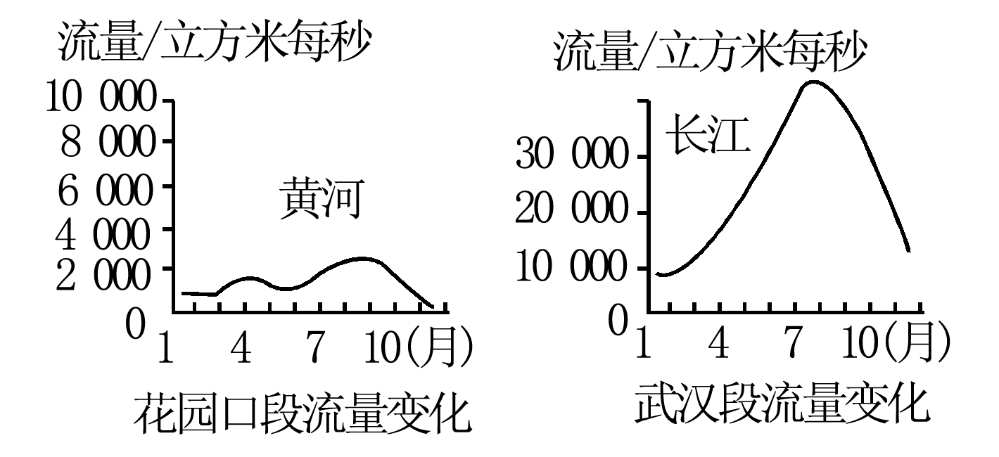 流量/立方米每秒
10 000
8 000
6 000
4 000
2 000
0
黄河
1 4 7 10(月)
花园口段流量变化
流量/立方米每秒
30 000
20 000
10 000
0
长江
1 4 7 10(月)
武汉段流量变化